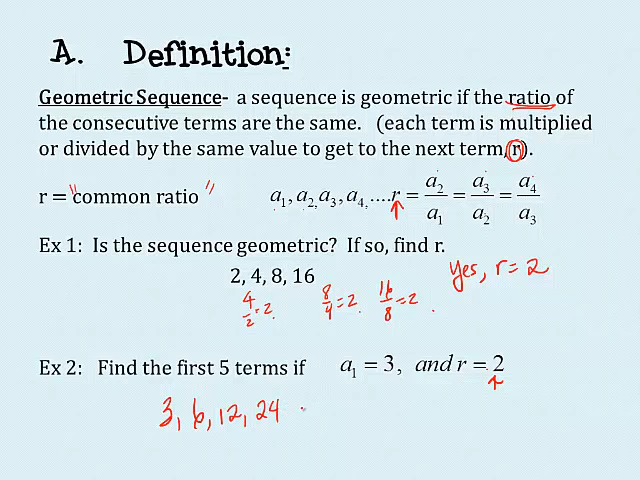 A. Definition:
Geometric Sequence- a sequence is geometric if the ratio of
the consecutive terms are the same. (each term is multiplied
or divided by the same value to get to the next term, r).
r = "common ratio" a₁, a₂, a₃, a₄, ....r = a₂/a₁ = a₃/a₂ = a₄/a₃
Ex 1: Is the sequence geometric? If so, find r.
2, 4, 8, 16 yes, r = 2
4/2 = 2 8/4 = 2 16/8 = 2
Ex 2: Find the first 5 terms if a₁ = 3, and r = 2
3, 6, 12, 24